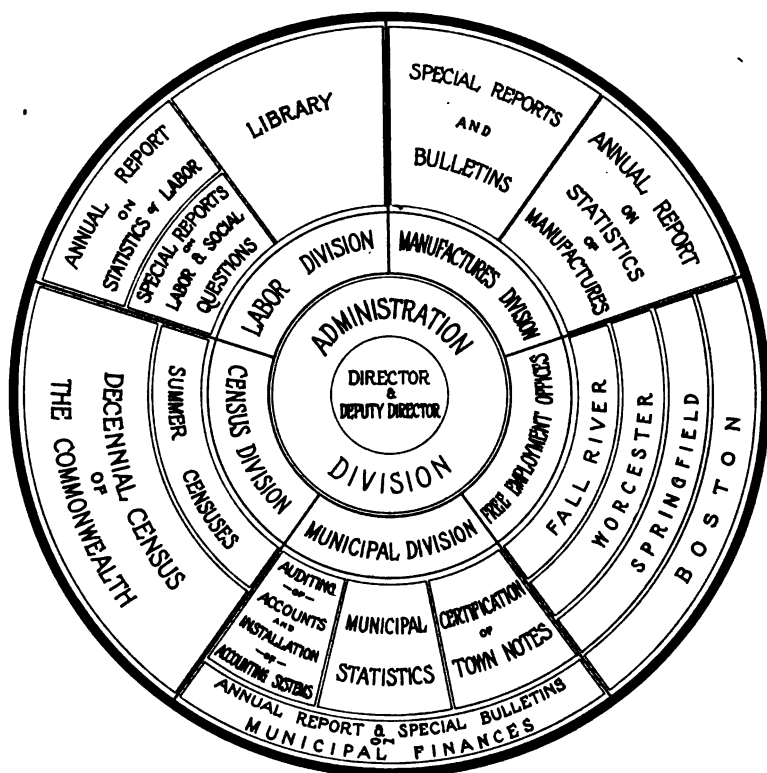 LIBRARY
SPECIAL REPORTS
AND
BULLETINS
ANNUAL REPORT
ON
STATISTICS
OF
MANUFACTURES
ANNUAL REPORT
ON
STATISTICS of LABOR
SPECIAL REPORTS
ON
LABOR & SOCIAL
QUESTIONS
LABOR DIVISION
MANUFACTURES DIVISION
ADMINISTRATION
DIVISION
DIRECTOR
&
DEPUTY DIRECTOR
CENSUS DIVISION
SUMMER CENSUSES
DECENNIAL CENSUS
OF
THE COMMONWEALTH
FREE EMPLOYMENT OFFICES
FALL RIVER
WORCESTER
SPRINGFIELD
BOSTON
MUNICIPAL DIVISION
AUDITING
—OF—
ACCOUNTS
AND
INSTALLATION
—OF—
ACCOUNTING SYSTEMS
MUNICIPAL
STATISTICS
CERTIFICATION
OF
TOWN NOTES
ANNUAL REPORT & SPECIAL BULLETINS
ON
MUNICIPAL FINANCES